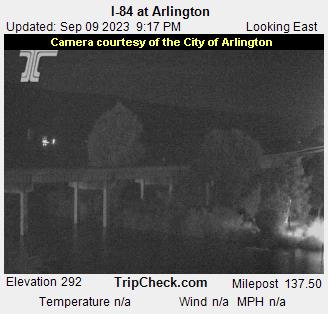 I-84 at Arlington
Updated: Sep 09 2023 9:17 PM Looking East
Camera courtesy of the City of Arlington
Elevation 292 TripCheck.com Milepost 137.50
Temperature n/a Wind n/a MPH n/a